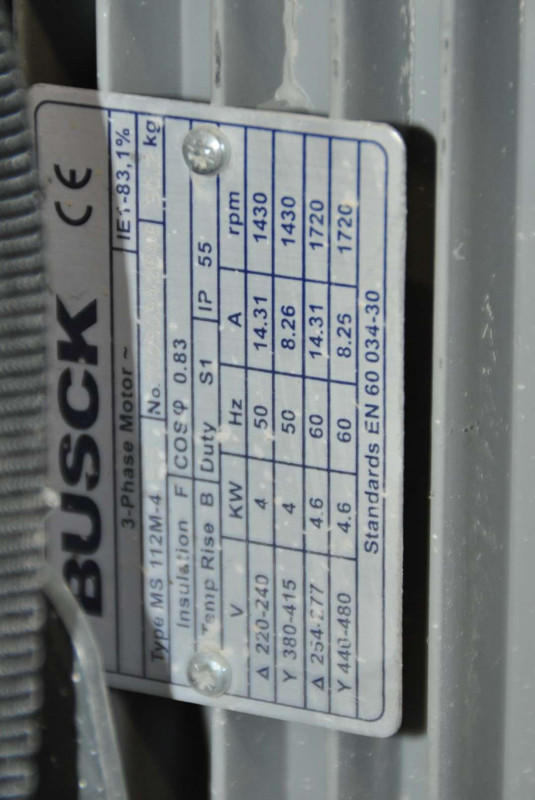 BUSCK CE
3-Phase Motor ~ IE1-83,1%
Type MS 112M-4 No. kg
Insulation F COS φ 0.83
Temp Rise B Duty S1 IP 55
V KW Hz A rpm
Δ 220-240 4 50 14.31 1430
Y 380-415 4 50 8.26 1430
Δ 254-277 4.6 60 14.31 1720
Y 440-480 4.6 60 8.25 1720
Standards EN 60 034-30